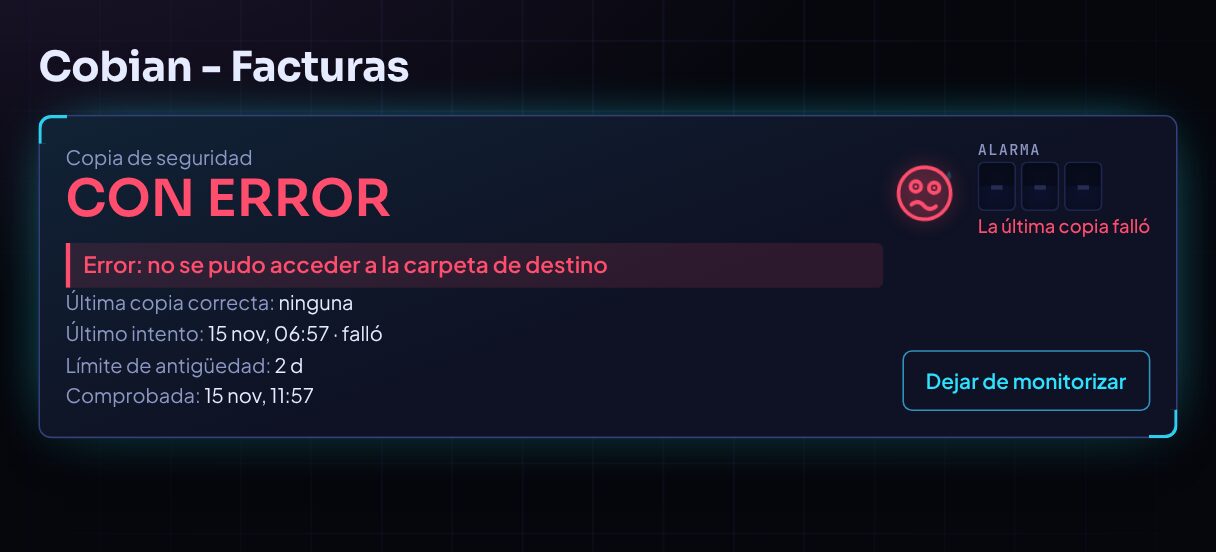 Cobian - Facturas
Copia de seguridad
CON ERROR
Error: no se pudo acceder a la carpeta de destino
Última copia correcta: ninguna
Último intento: 15 nov, 06:57 · falló
Límite de antigüedad: 2 d
Comprobada: 15 nov, 11:57
ALARMA
- - -
La última copia falló
Dejar de monitorizar